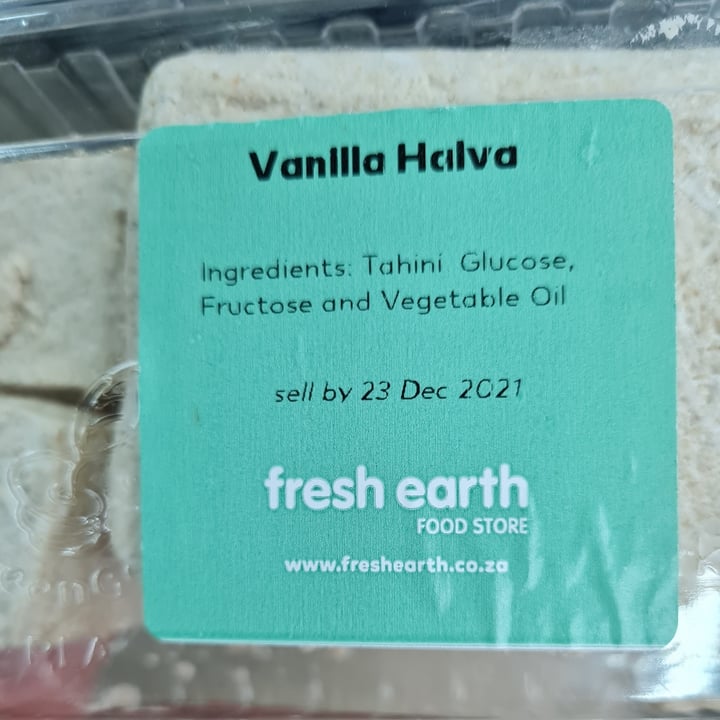 Vanilla Halva
Ingredients: Tahini Glucose,
Fructose and Vegetable Oil
sell by 23 Dec 2021
fresh earth
FOOD STORE
www.freshearth.co.za
PLA